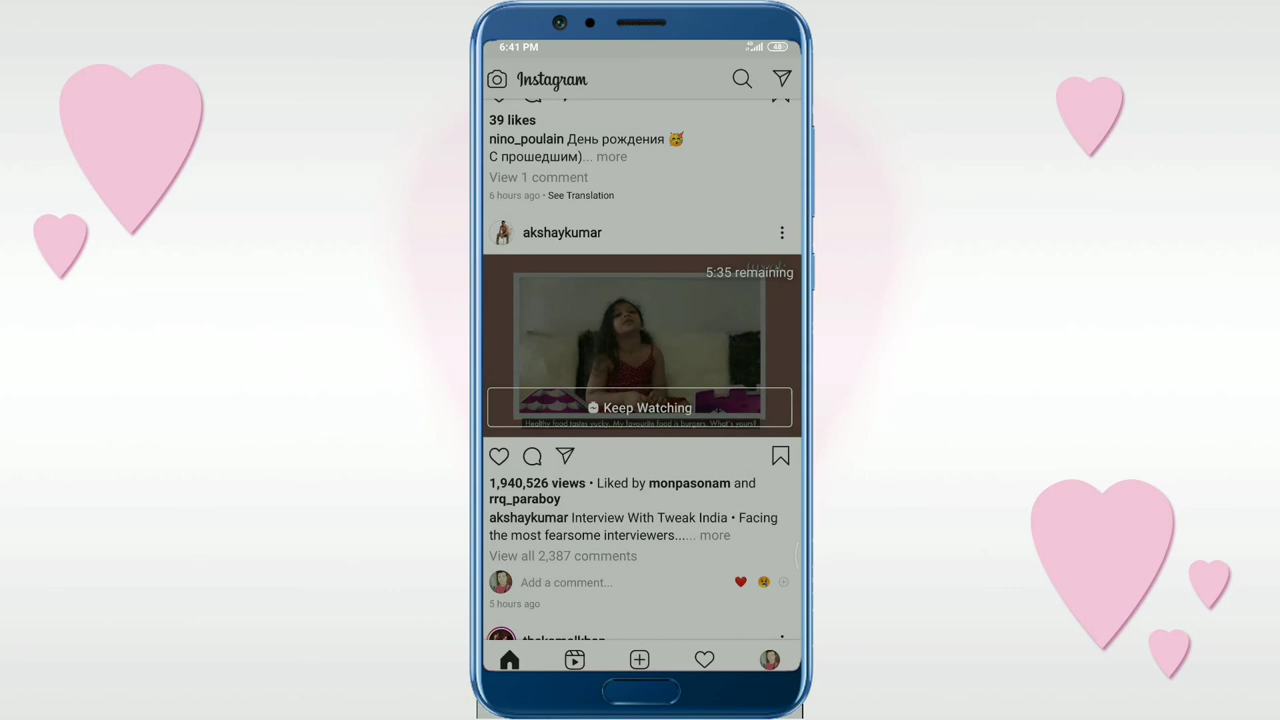 6:41 PM
4G
48
Instagram
39 likes
nino_poulain День рождения 🥳
С прошедшим)... more
View 1 comment
6 hours ago • See Translation
akshaykumar
5:35 remaining
Keep Watching
Healthy food tastes yucky. My favourite food is burgers. What's yours?
1,940,526 views • Liked by monpasonam and
rrq_paraboy
akshaykumar Interview With Tweak India • Facing
the most fearsome interviewers...... more
View all 2,387 comments
Add a comment...
5 hours ago